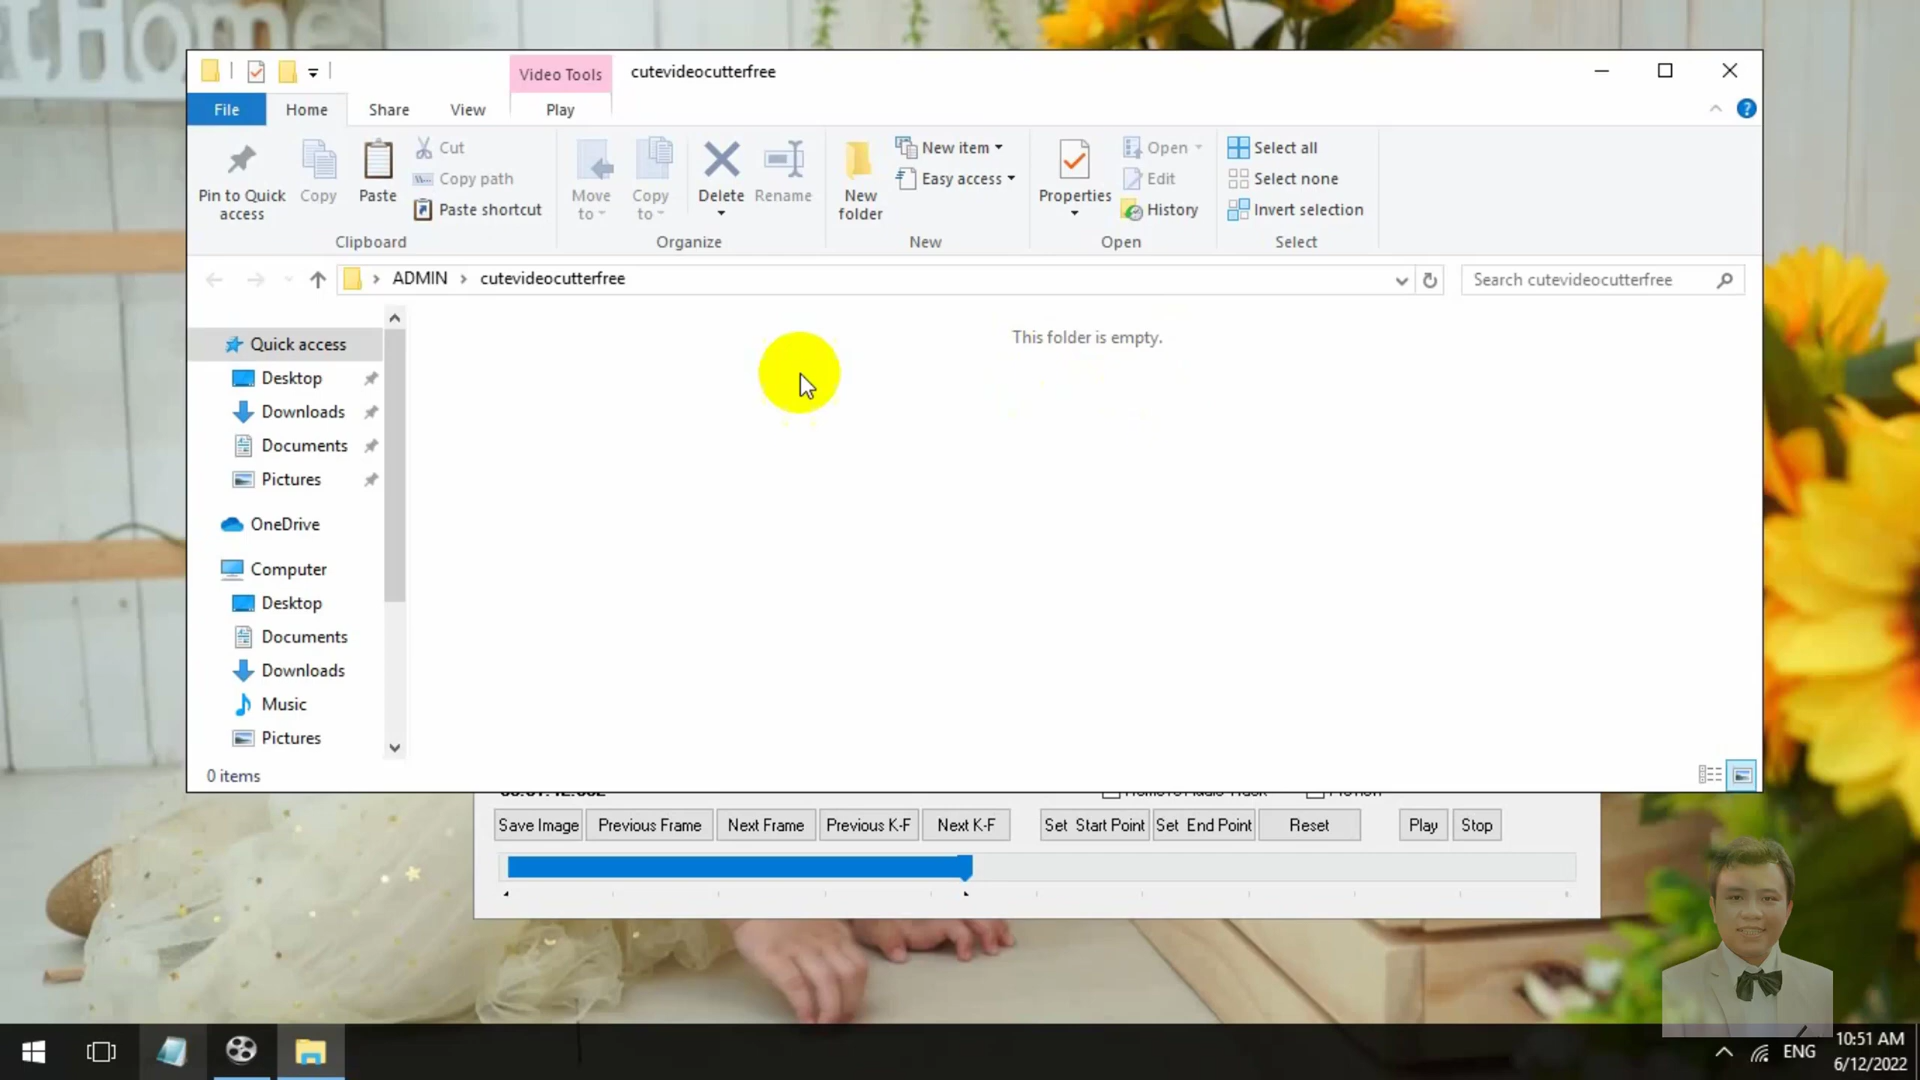 t Home
Video Tools
cutevideocutterfree
File
Home
Share
View
Play
Pin to Quick
access
Copy
Paste
Cut
Copy path
Paste shortcut
Clipboard
Move
to
Copy
to
Delete
Rename
Organize
New
folder
New item
Easy access
New
Properties
Open
Edit
History
Open
Select all
Select none
Invert selection
Select
ADMIN
cutevideocutterfree
Search cutevideocutterfree
Quick access
Desktop
Downloads
Documents
Pictures
OneDrive
Computer
Desktop
Documents
Downloads
Music
Pictures
This folder is empty.
0 items
Save Image
Previous Frame
Next Frame
Previous K-F
Next K-F
Set Start Point
Set End Point
Reset
Play
Stop
ENG
10:51 AM
6/12/2022